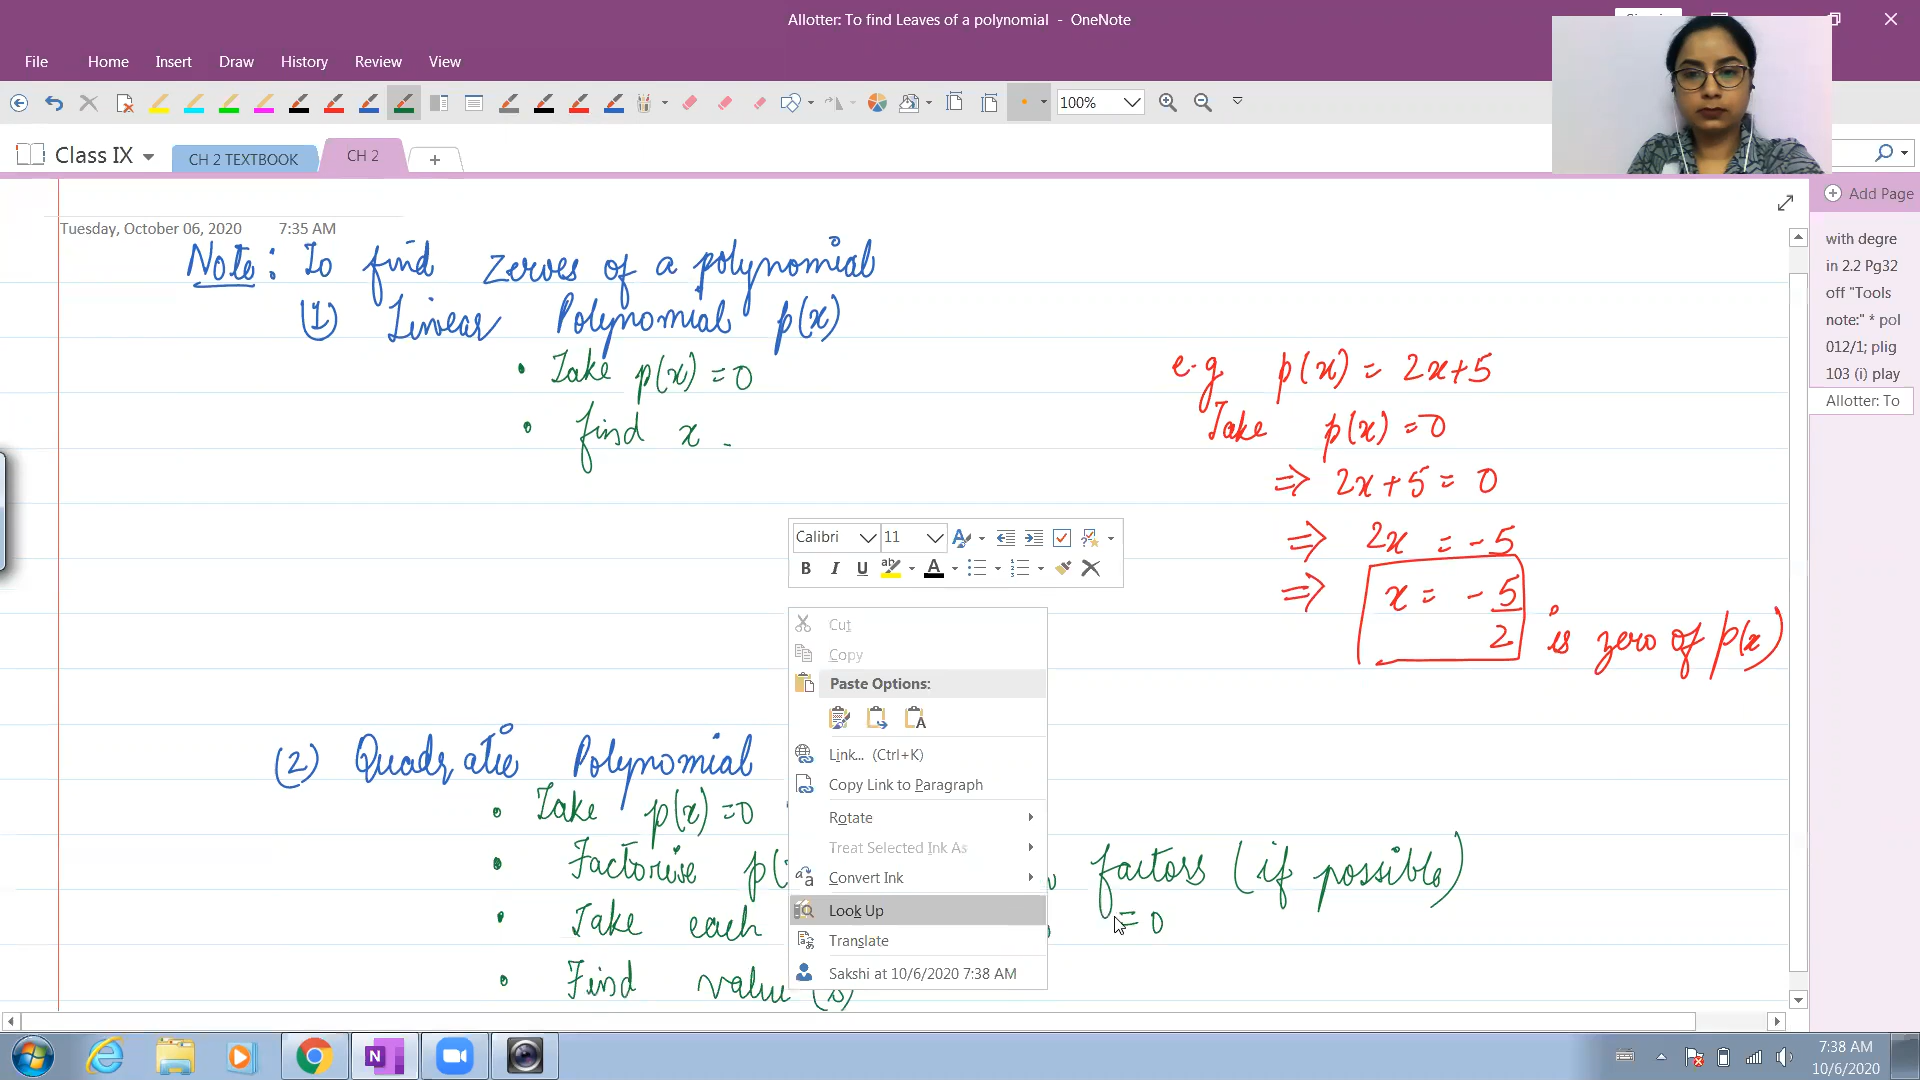 Allotter: To find Leaves of a polynomial - OneNote
File Home Insert Draw History Review View
100%
Class IX CH 2 TEXTBOOK CH 2
Add Page
with degre
in 2.2 Pg32
off "Tools
note:" * pol
012/1; plig
103 (i) play
Allotter: To
Tuesday, October 06, 2020 7:35 AM
Note: To find zeroes of a polynomial
(1) Linear Polynomial p(x)
• Take p(x) = 0
• find x
e.g p(x) = 2x+5
Take p(x) = 0
⇒ 2x+5 = 0
⇒ 2x = -5
⇒ x = -5/2 is zero of p(x)
Calibri 11
B I U
Cut
Copy
Paste Options:
Link... (Ctrl+K)
Copy Link to Paragraph
Rotate
Treat Selected Ink As
Convert Ink
Look Up
Translate
Sakshi at 10/6/2020 7:38 AM
(2) Quadratic Polynomial
• Take p(x) = 0
• Factorise factors (if possible)
• Take each = 0
• Find value(s)
7:38 AM
10/6/2020